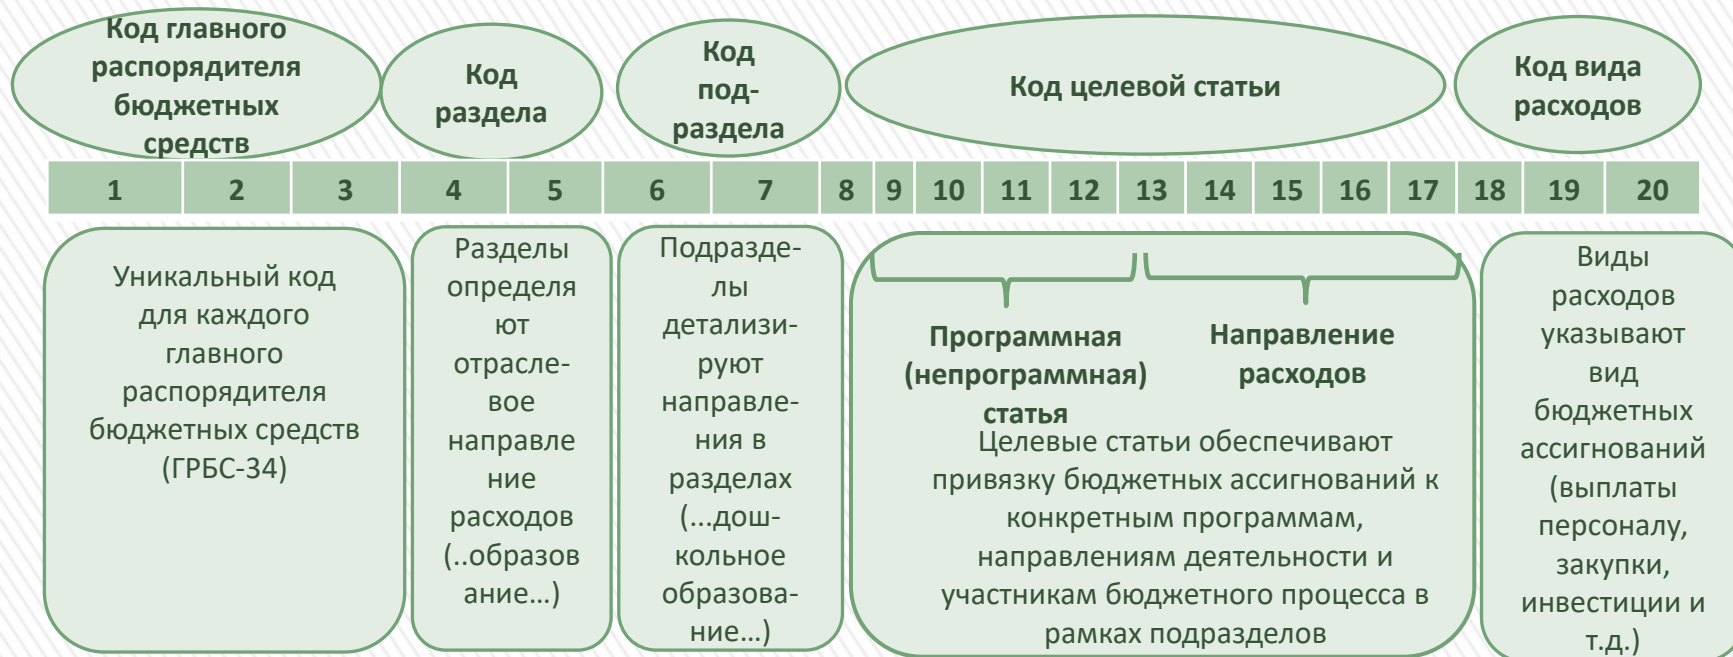 Код главного
распорядителя
бюджетных
средств
Код
раздела
Код
под-
раздела
Код целевой статьи
Код вида
расходов
1 2 3 4 5 6 7 8 9 10 11 12 13 14 15 16 17 18 19 20
Уникальный код
для каждого
главного
распорядителя
бюджетных средств
(ГРБС-34)
Разделы
определя
ют
отрасле-
вое
направле
ние
расходов
(..образов
ание...)
Подразде-
лы
детализи-
руют
направле-
ния в
разделах
(...дош-
кольное
образова-
ние...)
Программная
(непрограммная)
статья
Направление
расходов
Целевые статьи обеспечивают
привязку бюджетных ассигнований к
конкретным программам,
направлениям деятельности и
участникам бюджетного процесса в
рамках подразделов
Виды
расходов
указывают
вид
бюджетных
ассигнований
(выплаты
персоналу,
закупки,
инвестиции и
т.д.)